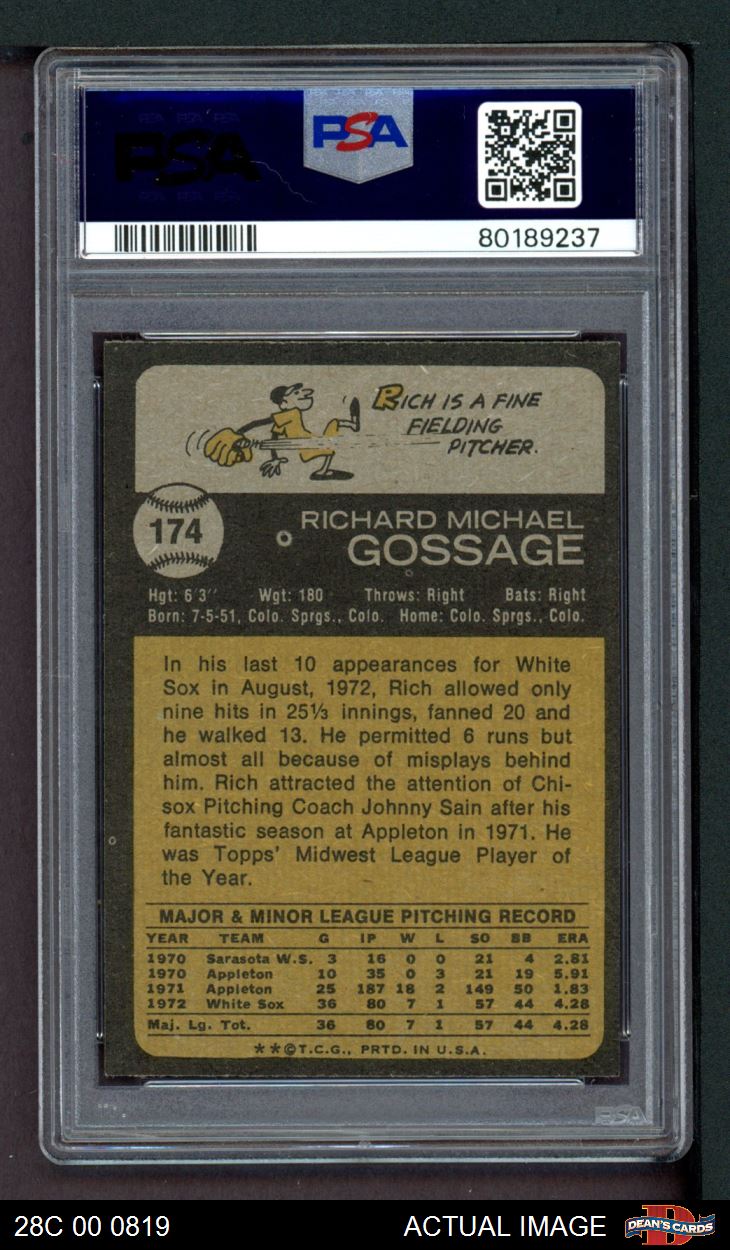 PSA
PSA
80189237
RICH IS A FINE
FIELDING
PITCHER.
174
RICHARD MICHAEL
GOSSAGE
Hgt: 6'3" Wgt: 180 Throws: Right Bats: Right
Born: 7-5-51, Colo. Sprgs., Colo. Home: Colo. Sprgs., Colo.
In his last 10 appearances for White
Sox in August, 1972, Rich allowed only
nine hits in 25⅓ innings, fanned 20 and
he walked 13. He permitted 6 runs but
almost all because of misplays behind
him. Rich attracted the attention of Chi-
sox Pitching Coach Johnny Sain after his
fantastic season at Appleton in 1971. He
was Topps' Midwest League Player of
the Year.
MAJOR & MINOR LEAGUE PITCHING RECORD
YEAR TEAM G IP W L SO BB ERA
1970 Sarasota W.S. 3 16 0 0 21 4 2.81
1970 Appleton 10 35 0 3 21 19 5.91
1971 Appleton 25 187 18 2 149 50 1.83
1972 White Sox 36 80 7 1 57 44 4.28
Maj. Lg. Tot. 36 80 7 1 57 44 4.28
**©T.C.G., PRTD. IN U.S.A.
PSA
28C 00 0819 ACTUAL IMAGE DEAN'S CARDS